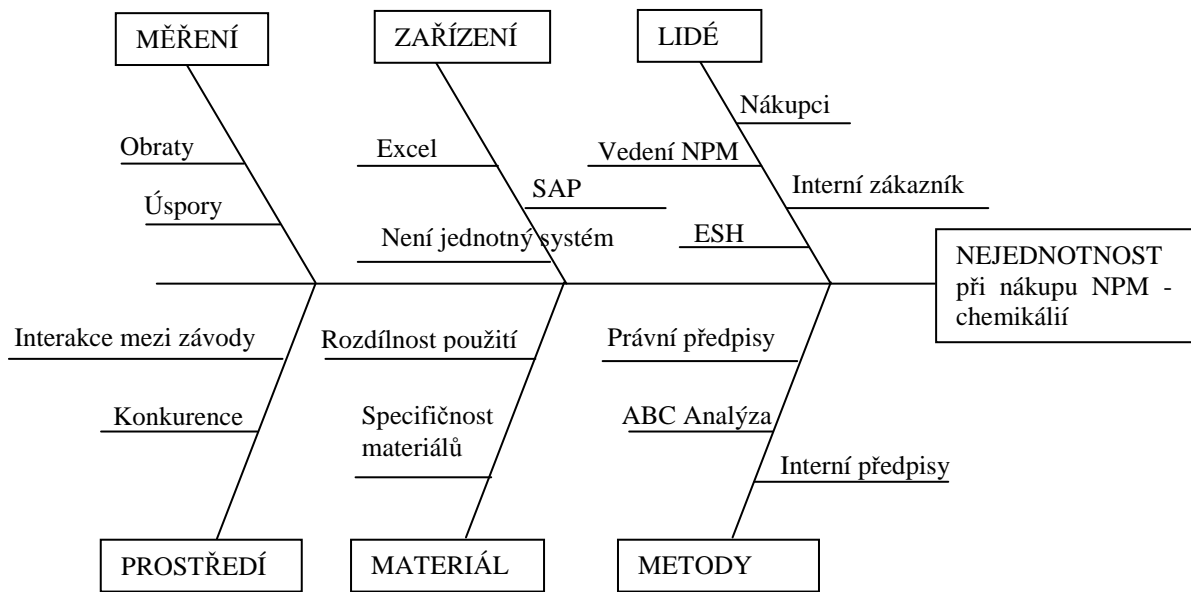 MĚŘENÍ
ZAŘÍZENÍ
LIDÉ
Nákupci
Obraty
Excel
Vedení NPM
Úspory
SAP
Interní zákazník
Není jednotný systém
ESH
NEJEDNOTNOST
při nákupu NPM -
chemikálií
Interakce mezi závody
Rozdílnost použití
Právní předpisy
Konkurence
Specifičnost
materiálů
ABC Analýza
Interní předpisy
PROSTŘEDÍ
MATERIÁL
METODY